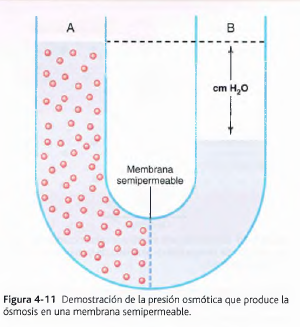 A
B
cm H₂O
Membrana
semipermeable
Figura 4-11 Demostración de la presión osmótica que produce la
ósmosis en una membrana semipermeable.